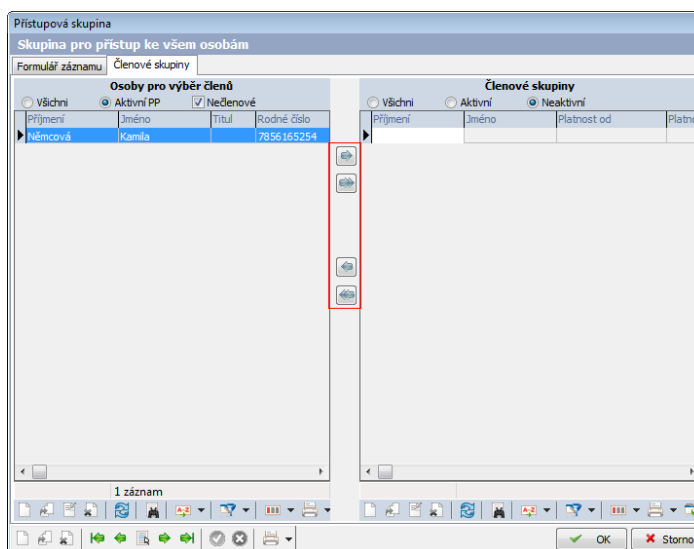 Přístupová skupina
Skupina pro přístup ke všem osobám
Formulář záznamu Členové skupiny
Osoby pro výběr členů
Všichni Aktivní PP Nečlenové
Příjmení Jméno Titul Rodné číslo
Němcová Kamila 7856165254
1 záznam
Členové skupiny
Všichni Aktivní Neaktivní
Příjmení Jméno Platnost od Platno
OK Storno